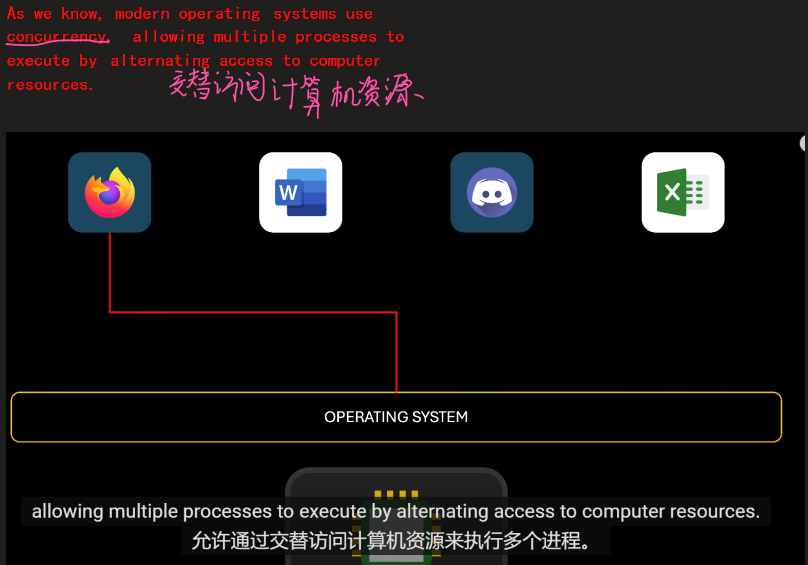 As we know, modern operating systems use
concurrency, allowing multiple processes to
execute by alternating access to computer
resources.
交替访问计算机资源、
W
X
OPERATING SYSTEM
allowing multiple processes to execute by alternating access to computer resources.
允许通过交替访问计算机资源来执行多个进程。